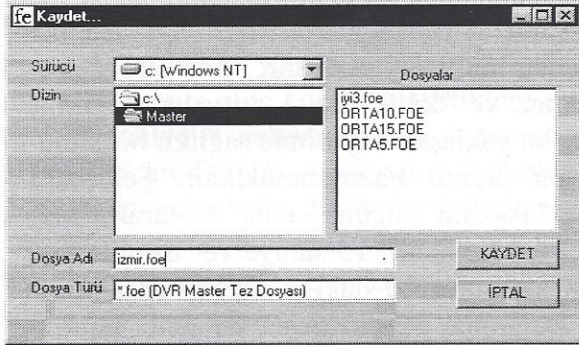 fe Kaydet...
Sürücü
c: [Windows NT]
Dosyalar
Dizin
c:\
Master
iyi3.foe
ORTA10.FOE
ORTA15.FOE
ORTA5.FOE
Dosya Adı
izmir.foe
KAYDET
Dosya Türü
*.foe (DVR Master Tez Dosyası)
İPTAL